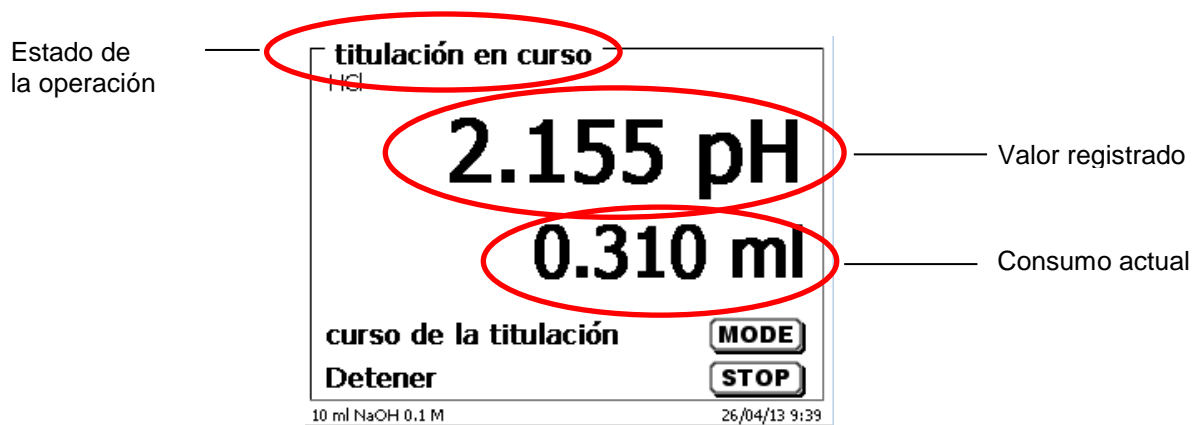 Estado de
la operación
titulación en curso
HCl
2.155 pH
Valor registrado
0.310 ml
Consumo actual
curso de la titulación
MODE
Detener
STOP
10 ml NaOH 0.1 M
26/04/13 9:39